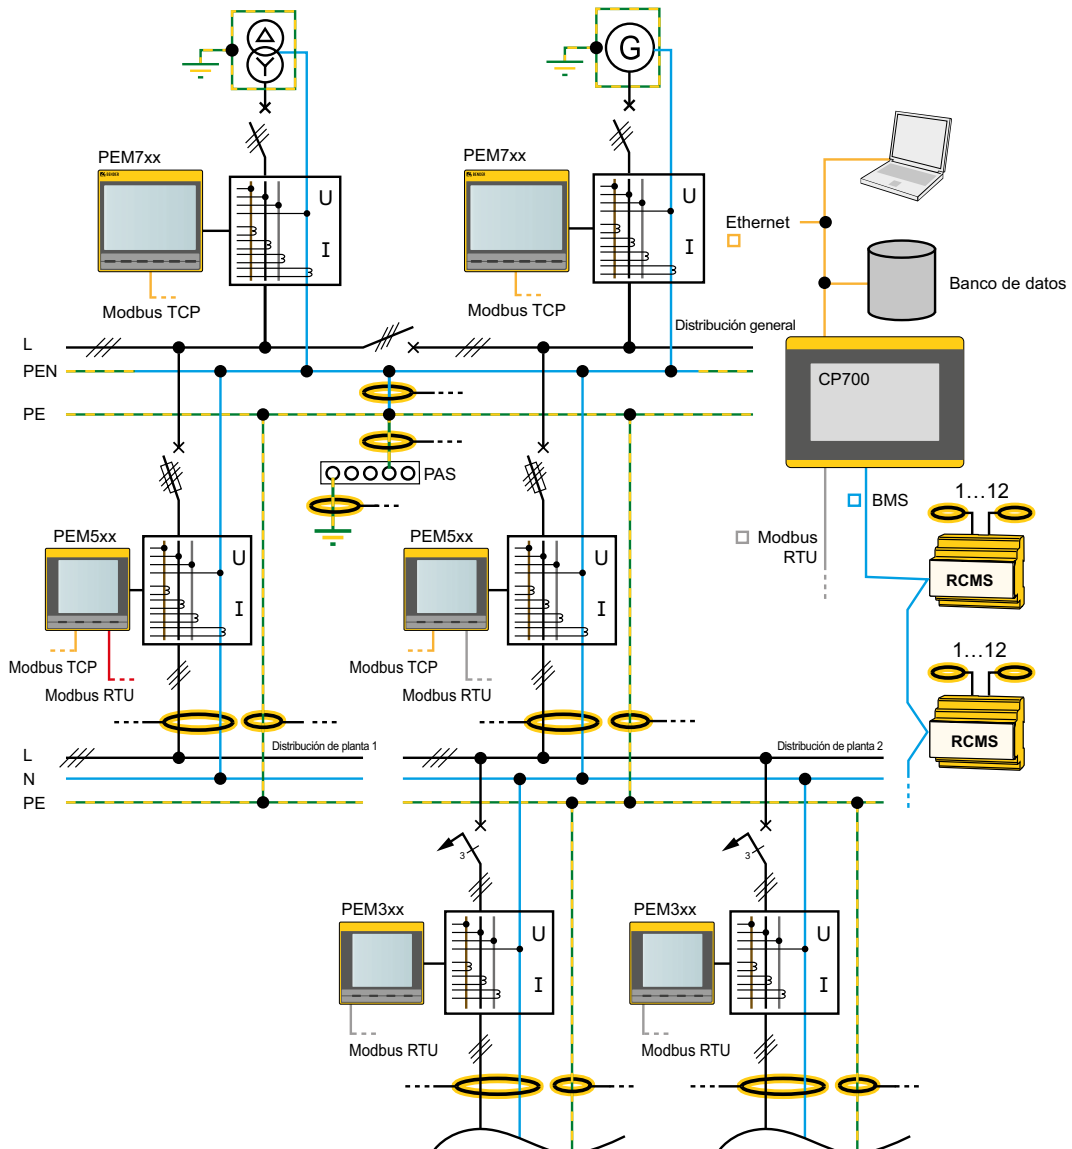 G
PEM7xx
BENDER
U
I
Modbus TCP
PEM7xx
BENDER
U
I
Modbus TCP
Ethernet
Banco de datos
Distribución general
L
PEN
PE
CP700
PAS
BMS
1…12
RCMS
Modbus
RTU
PEM5xx
U
I
Modbus TCP
Modbus RTU
PEM5xx
U
I
Modbus TCP
Modbus RTU
1…12
RCMS
Distribución de planta 1
Distribución de planta 2
L
N
PE
3
3
PEM3xx
U
I
Modbus RTU
PEM3xx
U
I
Modbus RTU